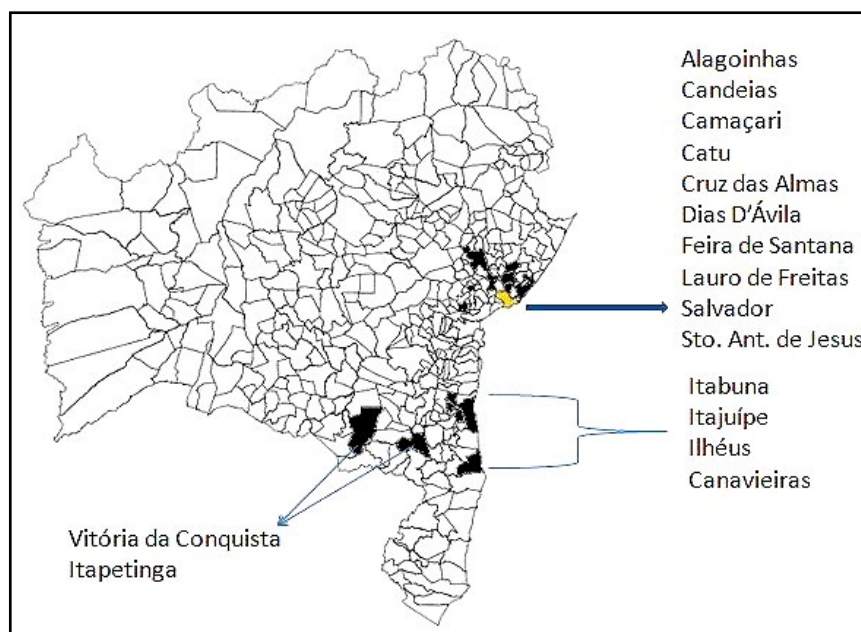 Alagoinhas
Candeias
Camaçari
Catu
Cruz das Almas
Dias D'Ávila
Feira de Santana
Lauro de Freitas
Salvador
Sto. Ant. de Jesus
Itabuna
Itajuípe
Ilhéus
Canavieiras
Vitória da Conquista
Itapetinga